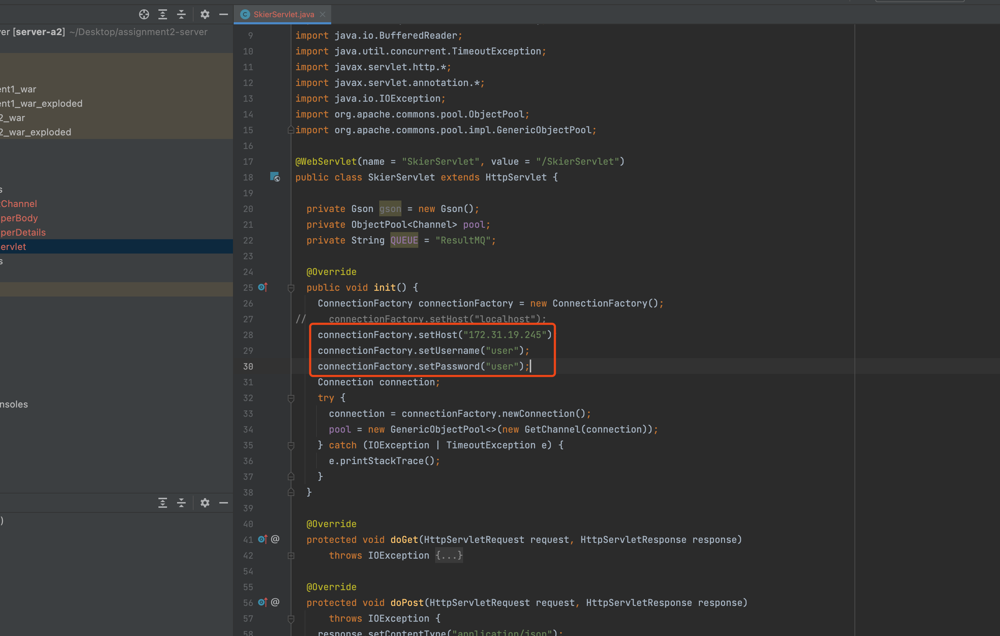 SkierServlet.java
er [server-a2] ~/Desktop/assignment2-server
ent1_war
ent1_war_exploded
2_war
2_war_exploded
s
tChannel
perBody
perDetails
ervlet
s
nsoles
)
9 import java.io.BufferedReader;
10 import java.util.concurrent.TimeoutException;
11 import javax.servlet.http.*;
12 import javax.servlet.annotation.*;
13 import java.io.IOException;
14 import org.apache.commons.pool.ObjectPool;
15 import org.apache.commons.pool.impl.GenericObjectPool;
16
17 @WebServlet(name = "SkierServlet", value = "/SkierServlet")
18 public class SkierServlet extends HttpServlet {
19
20 private Gson gson = new Gson();
21 private ObjectPool<Channel> pool;
22 private String QUEUE = "ResultMQ";
23
24 @Override
25 public void init() {
26 ConnectionFactory connectionFactory = new ConnectionFactory();
27 // connectionFactory.setHost("localhost");
28 connectionFactory.setHost("172.31.19.245")
29 connectionFactory.setUsername("user");
30 connectionFactory.setPassword("user");
31 Connection connection;
32 try {
33 connection = connectionFactory.newConnection();
34 pool = new GenericObjectPool<>(new GetChannel(connection));
35 } catch (IOException | TimeoutException e) {
36 e.printStackTrace();
37 }
38 }
39
40 @Override
41 @ protected void doGet(HttpServletRequest request, HttpServletResponse response)
42 throws IOException {...}
54
55 @Override
56 @ protected void doPost(HttpServletRequest request, HttpServletResponse response)
57 throws IOException {
58 response.setContentType("application/json");